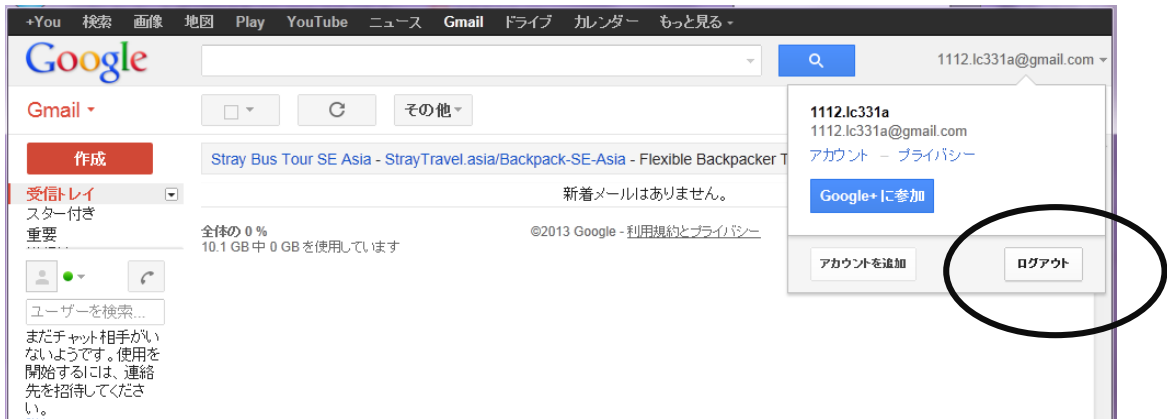 +You 検索 画像 地図 Play YouTube ニュース Gmail ドライブ カレンダー もっと見る
Google
1112.lc331a@gmail.com
Gmail
その他
1112.lc331a
1112.lc331a@gmail.com
アカウント – プライバシー
Google+ に参加
アカウントを追加
ログアウト
作成
Stray Bus Tour SE Asia - StrayTravel.asia/Backpack-SE-Asia - Flexible Backpacker T
受信トレイ
新着メールはありません。
スター付き
重要
全体の 0 %
10.1 GB 中 0 GB を使用しています
©2013 Google - 利用規約とプライバシー
ユーザーを検索...
まだチャット相手がい
ないようです。使用を
開始するには、連絡
先を招待してくださ
い。